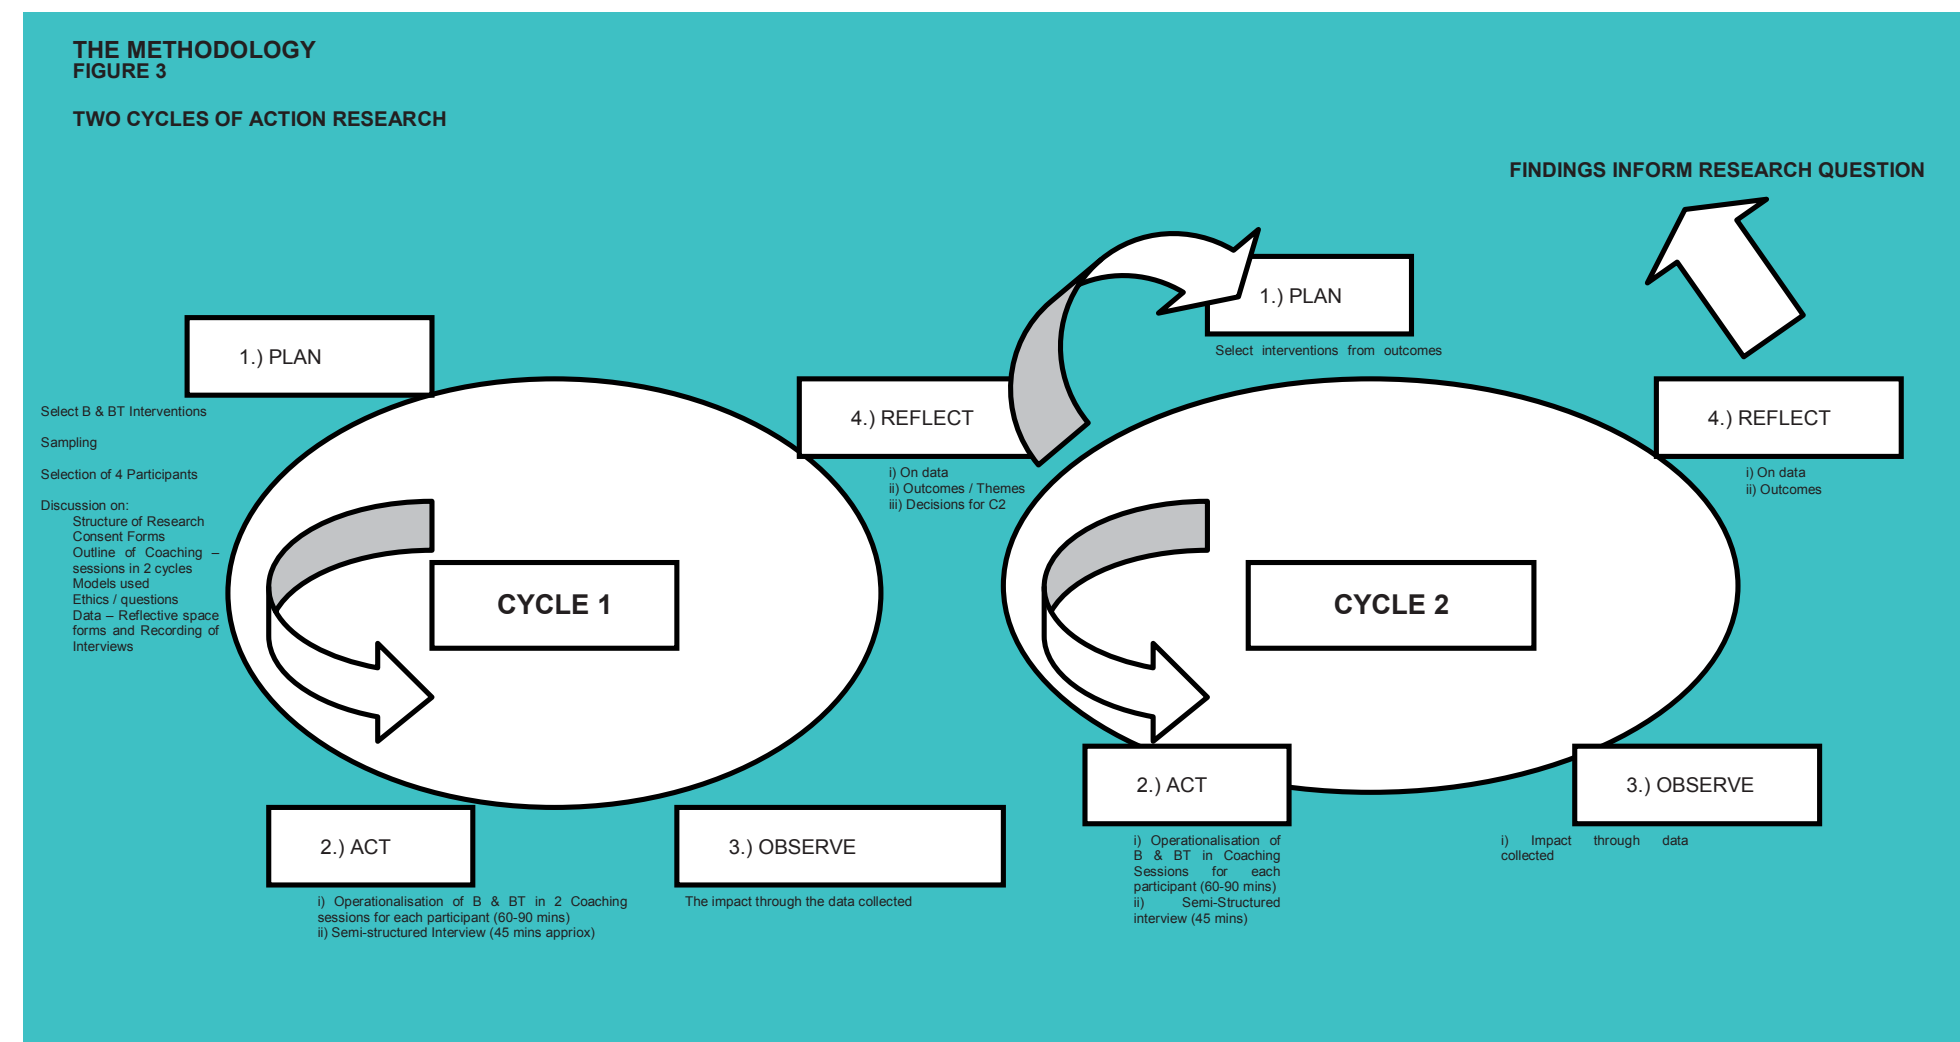 THE METHODOLOGY
FIGURE 3
TWO CYCLES OF ACTION RESEARCH
FINDINGS INFORM RESEARCH QUESTION
1.) PLAN
Select B & BT Interventions
Sampling
Selection of 4 Participants
Discussion on:
Structure of Research
Consent Forms
Outline of Coaching –
sessions in 2 cycles
Models used
Ethics / questions
Data – Reflective space
forms and Recording of
Interviews
CYCLE 1
2.) ACT
i) Operationalisation of B & BT in 2 Coaching
sessions for each participant (60-90 mins)
ii) Semi-structured Interview (45 mins appriox)
3.) OBSERVE
The impact through the data collected
4.) REFLECT
i) On data
ii) Outcomes / Themes
iii) Decisions for C2
1.) PLAN
Select interventions from outcomes
CYCLE 2
2.) ACT
i) Operationalisation of
B & BT in Coaching
Sessions for each
participant (60-90 mins)
ii) Semi-Structured
interview (45 mins)
3.) OBSERVE
i) Impact through data
collected
4.) REFLECT
i) On data
ii) Outcomes